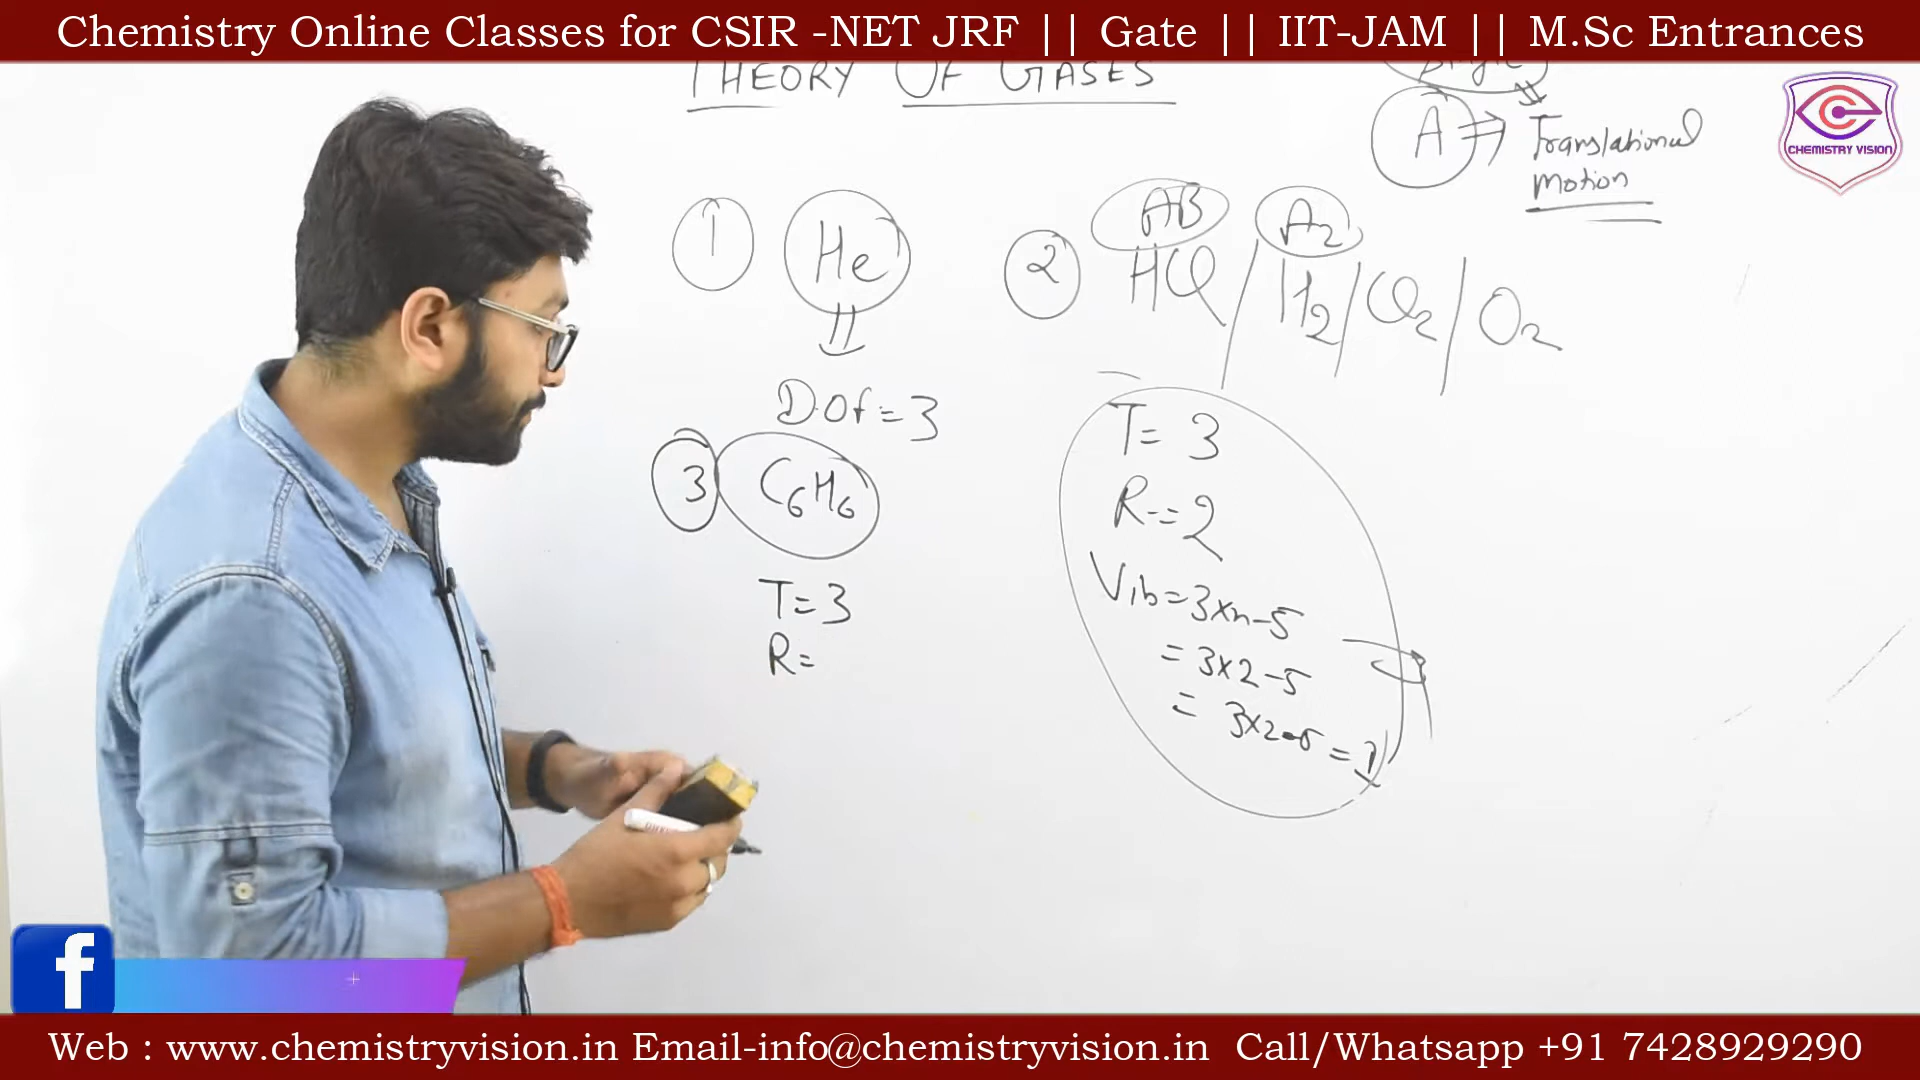 Chemistry Online Classes for CSIR -NET JRF || Gate || IIT-JAM || M.Sc Entrances
THEORY OF GASES
A ⇒ Translational
Motion
CHEMISTRY VISION
1 He
D.Of = 3
2 AB A2
HCl / H2 / Cl2 / O2
T = 3
R = 2
Vib = 3xn-5
= 3x2-5
= 3x2-5 = 1
3 C6H6
T = 3
R =
f
Web : www.chemistryvision.in Email-info@chemistryvision.in Call/Whatsapp +91 7428929290